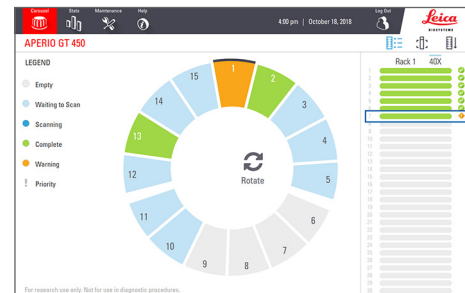 Carousel Stats Maintenance Help
4:00 pm | October 18, 2018
Log Out
Leica
BIOSYSTEMS
APERIO GT 450
LEGEND
Empty
Waiting to Scan
Scanning
Complete
Warning
! Priority
1
2
3
4
5
6
7
8
9
10
11
12
13
14
15
Rotate
Rack 1 40X
For research use only. Not for use in diagnostic procedures.